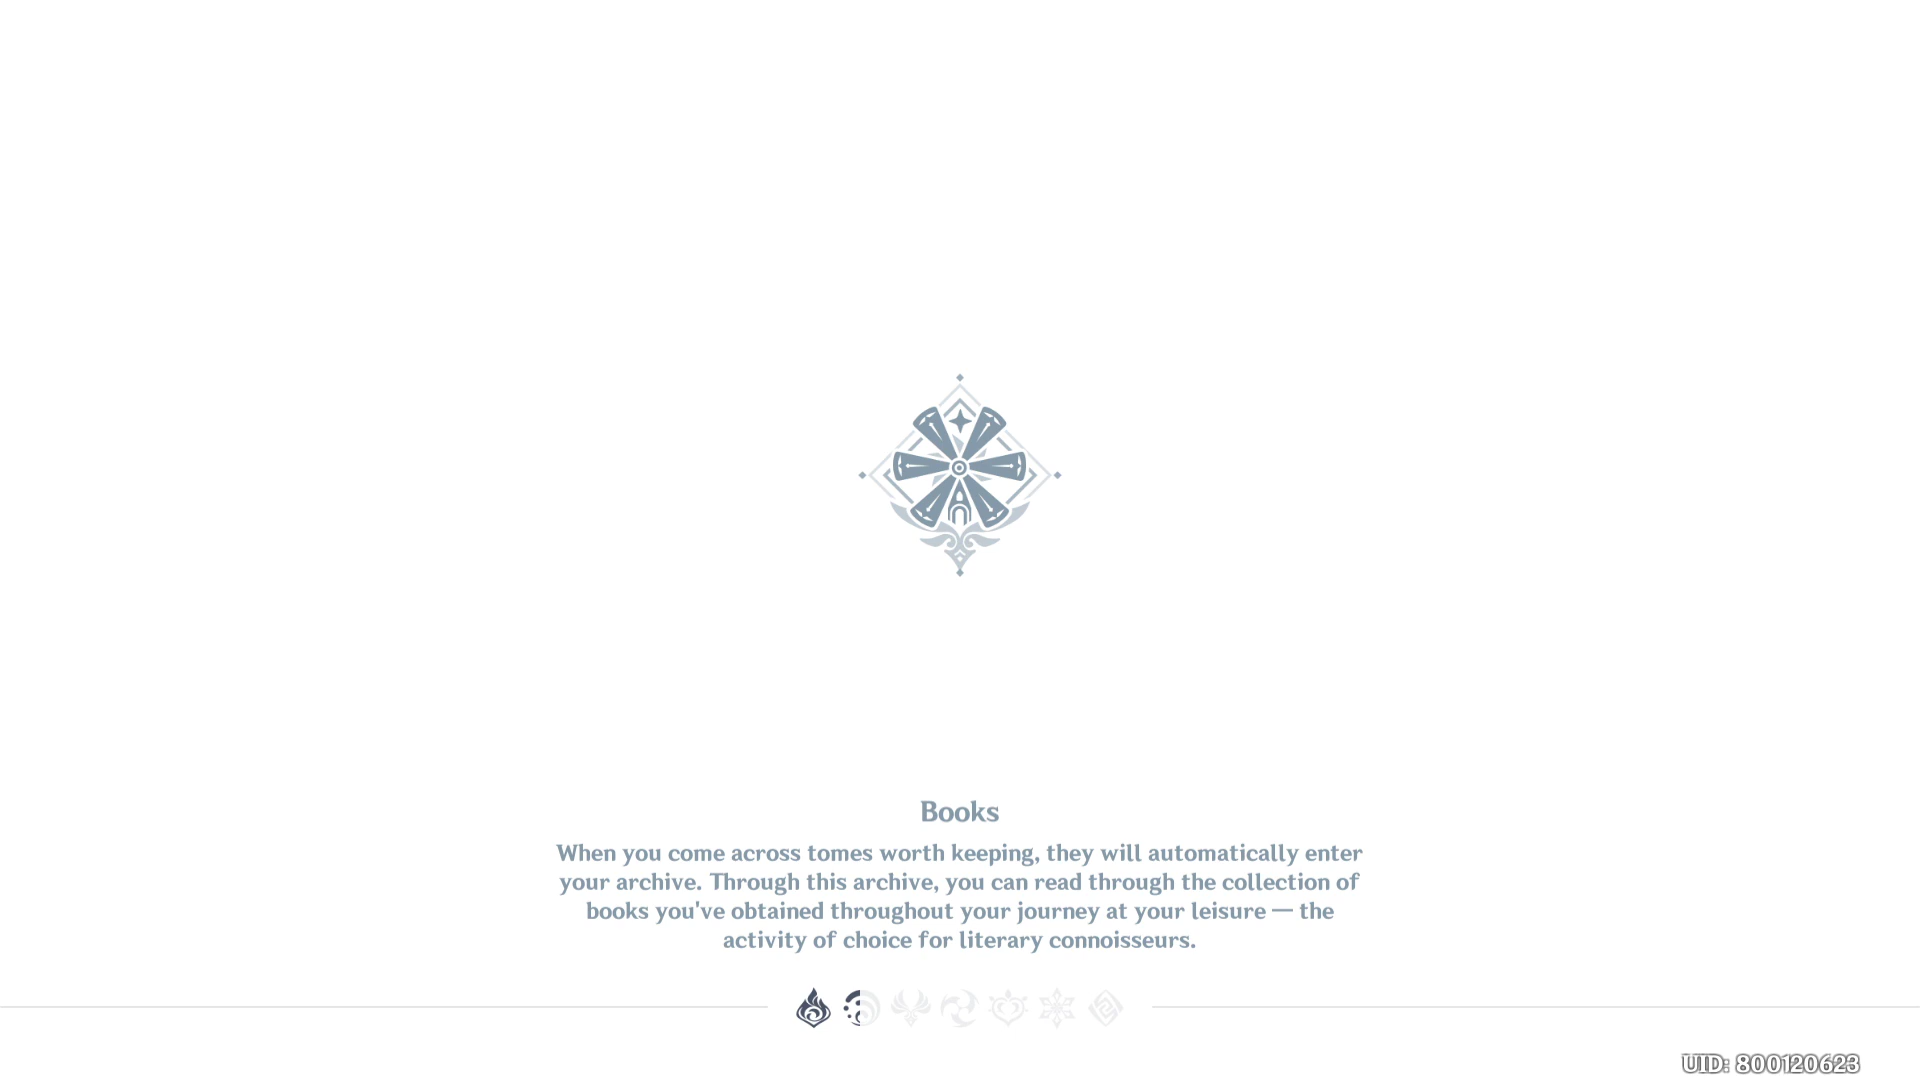 Books
When you come across tomes worth keeping, they will automatically enter
your archive. Through this archive, you can read through the collection of
books you've obtained throughout your journey at your leisure — the
activity of choice for literary connoisseurs.
UID: 800120623